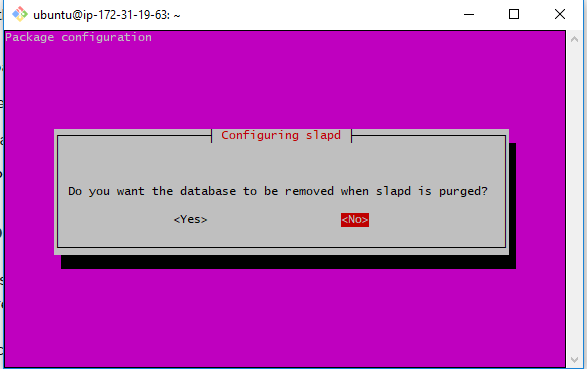 ubuntu@ip-172-31-19-63: ~
Package configuration
Configuring slapd
Do you want the database to be removed when slapd is purged?
<Yes> <No>